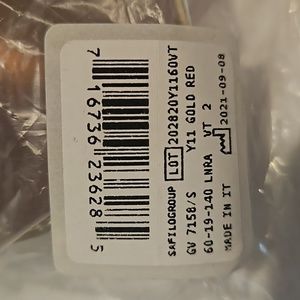 SAFILOGROUP LOT 202820Y1160VT
GV 7158/S Y11 GOLD RED
60-19-140 LNRA VT 2
MADE IN IT 2021-09-08
7 16736 23628 5